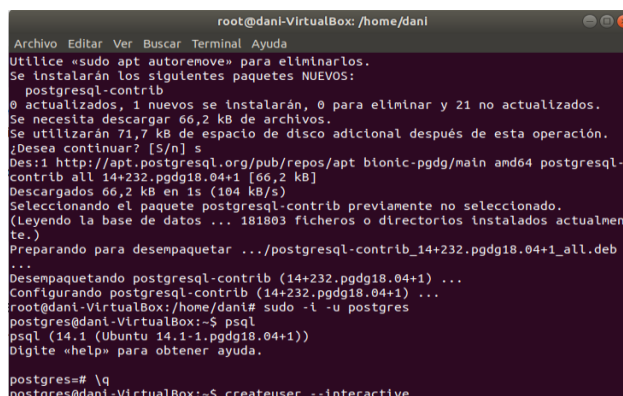 root@dani-VirtualBox: /home/dani
Archivo Editar Ver Buscar Terminal Ayuda
Utilice «sudo apt autoremove» para eliminarlos.
Se instalarán los siguientes paquetes NUEVOS:
postgresql-contrib
0 actualizados, 1 nuevos se instalarán, 0 para eliminar y 21 no actualizados.
Se necesita descargar 66,2 kB de archivos.
Se utilizarán 71,7 kB de espacio de disco adicional después de esta operación.
¿Desea continuar? [S/n] s
Des:1 http://apt.postgresql.org/pub/repos/apt bionic-pgdg/main amd64 postgresql-
contrib all 14+232.pgdg18.04+1 [66,2 kB]
Descargados 66,2 kB en 1s (104 kB/s)
Seleccionando el paquete postgresql-contrib previamente no seleccionado.
(Leyendo la base de datos ... 181803 ficheros o directorios instalados actualmen
te.)
Preparando para desempaquetar .../postgresql-contrib_14+232.pgdg18.04+1_all.deb
...
Desempaquetando postgresql-contrib (14+232.pgdg18.04+1) ...
Configurando postgresql-contrib (14+232.pgdg18.04+1) ...
root@dani-VirtualBox:/home/dani# sudo -i -u postgres
postgres@dani-VirtualBox:~$ psql
psql (14.1 (Ubuntu 14.1-1.pgdg18.04+1))
Digite «help» para obtener ayuda.
postgres=# \q
postgres@dani-VirtualBox:~$ createuser --interactive